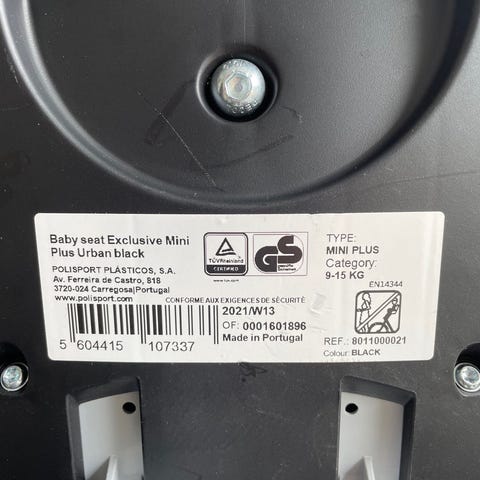 Baby seat Exclusive Mini
Plus Urban black
POLISPORT PLÁSTICOS, S.A.
Av. Ferreira de Castro, 818
3720-024 Carregosa|Portugal
www.polisport.com
CONFORME AUX EXIGENCES DE SÉCURITÉ
TÜVRheinland
CERTIFIED
GS
TYPE:
MINI PLUS
Category:
9-15 KG
EN14344
2021/W13
OF: 0001601896
Made in Portugal
5 604415 107337
REF.: 8011000021
Colour: BLACK